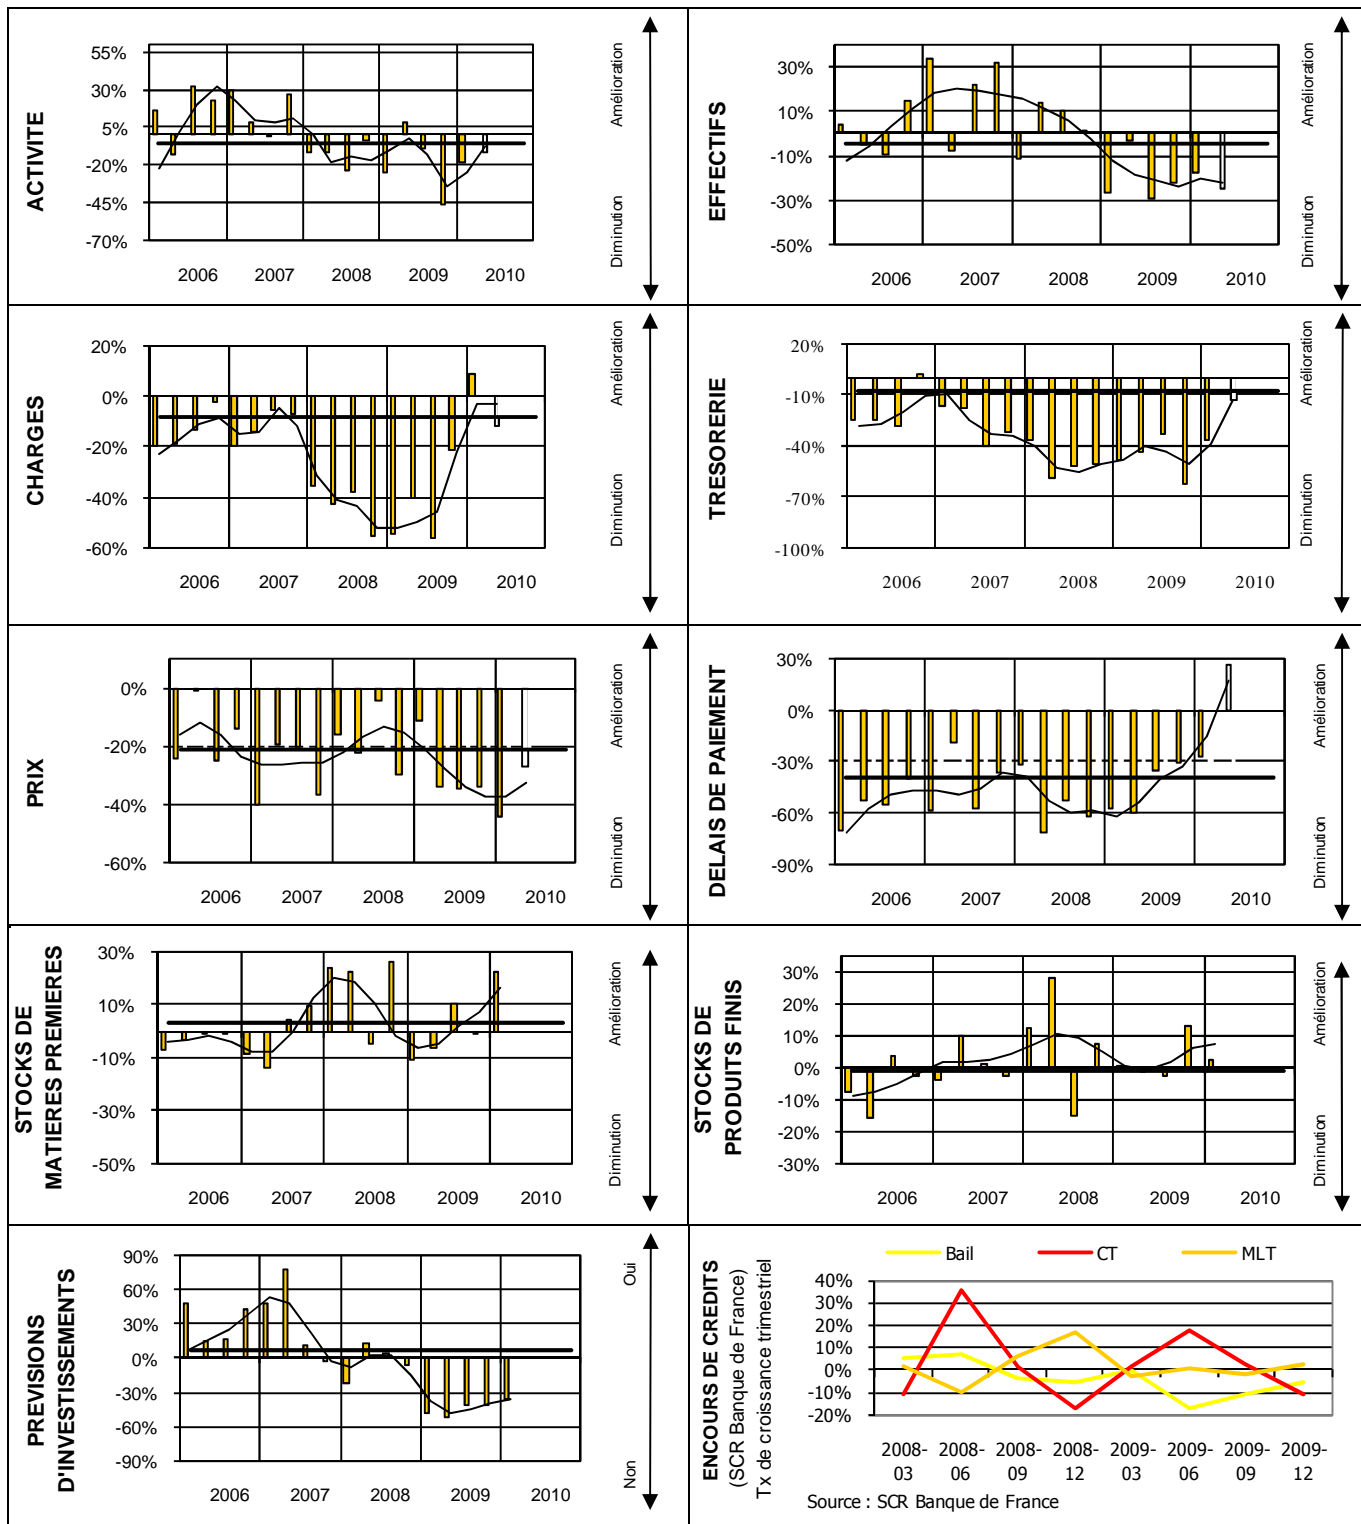 ACTIVITE
55%
30%
5%
-20%
-45%
-70%
2006 2007 2008 2009 2010
Amélioration
Diminution
EFFECTIFS
30%
10%
-10%
-30%
-50%
2006 2007 2008 2009 2010
Amélioration
Diminution
CHARGES
20%
0%
-20%
-40%
-60%
2006 2007 2008 2009 2010
Amélioration
Diminution
TRESORERIE
20%
-10%
-40%
-70%
-100%
2006 2007 2008 2009 2010
Amélioration
Diminution
PRIX
0%
-20%
-40%
-60%
2006 2007 2008 2009 2010
Amélioration
Diminution
DELAIS DE PAIEMENT
30%
0%
-30%
-60%
-90%
2006 2007 2008 2009 2010
Amélioration
Diminution
STOCKS DE
MATIERES PREMIERES
30%
10%
-10%
-30%
-50%
2006 2007 2008 2009 2010
Amélioration
Diminution
STOCKS DE
PRODUITS FINIS
30%
20%
10%
0%
-10%
-20%
-30%
2006 2007 2008 2009 2010
Amélioration
Diminution
PREVISIONS
D'INVESTISSEMENTS
90%
60%
30%
0%
-30%
-60%
-90%
2006 2007 2008 2009 2010
Oui
Non
ENCOURS DE CREDITS
(SCR Banque de France)
Tx de croissance trimestriel
Bail CT MLT
40%
30%
20%
10%
0%
-10%
-20%
2008- 2008- 2008- 2008- 2009- 2009- 2009- 2009-
03 06 09 12 03 06 09 12
Source : SCR Banque de France